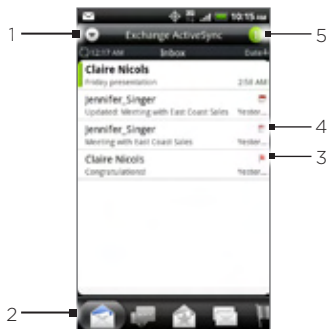 10:15 AM
1
Exchange ActiveSync
5
12:17 AM Inbox Date
Claire Nicols
Friday presentation 2:50 AM
Jennifer_Singer
Updated: Meeting with East Coast Sales Yester...
Jennifer_Singer
4
Meeting with East Coast Sales Yester...
Claire Nicols
3
Congratulations! Yester...
2